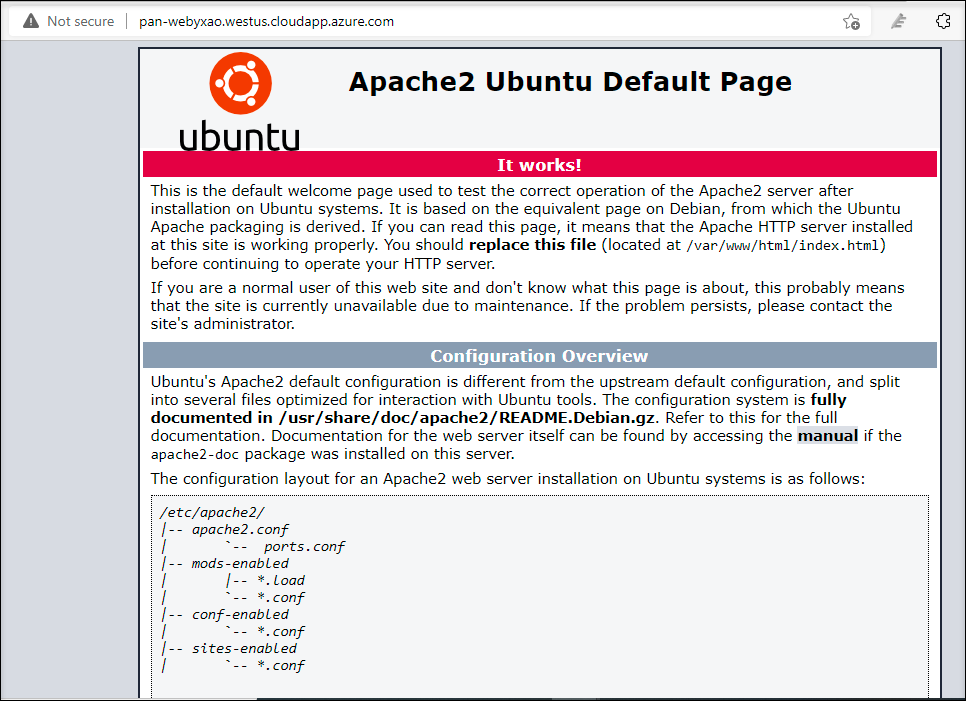 Not secure | pan-webyxao.westus.cloudapp.azure.com
Apache2 Ubuntu Default Page
ubuntu
It works!
This is the default welcome page used to test the correct operation of the Apache2 server after
installation on Ubuntu systems. It is based on the equivalent page on Debian, from which the Ubuntu
Apache packaging is derived. If you can read this page, it means that the Apache HTTP server installed
at this site is working properly. You should replace this file (located at /var/www/html/index.html)
before continuing to operate your HTTP server.
If you are a normal user of this web site and don't know what this page is about, this probably means
that the site is currently unavailable due to maintenance. If the problem persists, please contact the
site's administrator.
Configuration Overview
Ubuntu's Apache2 default configuration is different from the upstream default configuration, and split
into several files optimized for interaction with Ubuntu tools. The configuration system is fully
documented in /usr/share/doc/apache2/README.Debian.gz. Refer to this for the full
documentation. Documentation for the web server itself can be found by accessing the manual if the
apache2-doc package was installed on this server.
The configuration layout for an Apache2 web server installation on Ubuntu systems is as follows:
/etc/apache2/
|-- apache2.conf
|       `--  ports.conf
|-- mods-enabled
|       |-- *.load
|       `-- *.conf
|-- conf-enabled
|       `-- *.conf
|-- sites-enabled
|       `-- *.conf